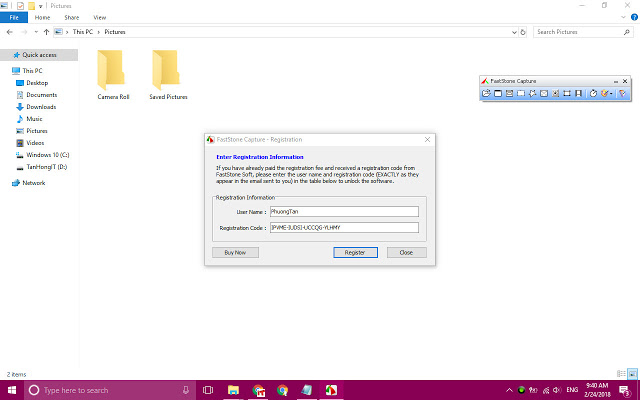 Pictures
File Home Share View
This PC > Pictures
Search Pictures
Quick access
This PC
Desktop
Documents
Downloads
Music
Pictures
Videos
Windows 10 (C:)
TanHongIT (D:)
Network
Camera Roll
Saved Pictures
FastStone Capture
FastStone Capture - Registration
Enter Registration Information
If you have already paid the registration fee and received a registration code from
FastStone Soft, please enter the user name and registration code (EXACTLY as they
appear in the email sent to you) in the table below to unlock the software.
Registration Information
User Name : PhuongTan
Registration Code :
Buy Now Register Close
2 items
Type here to search
ENG
9:40 AM
2/24/2018
3